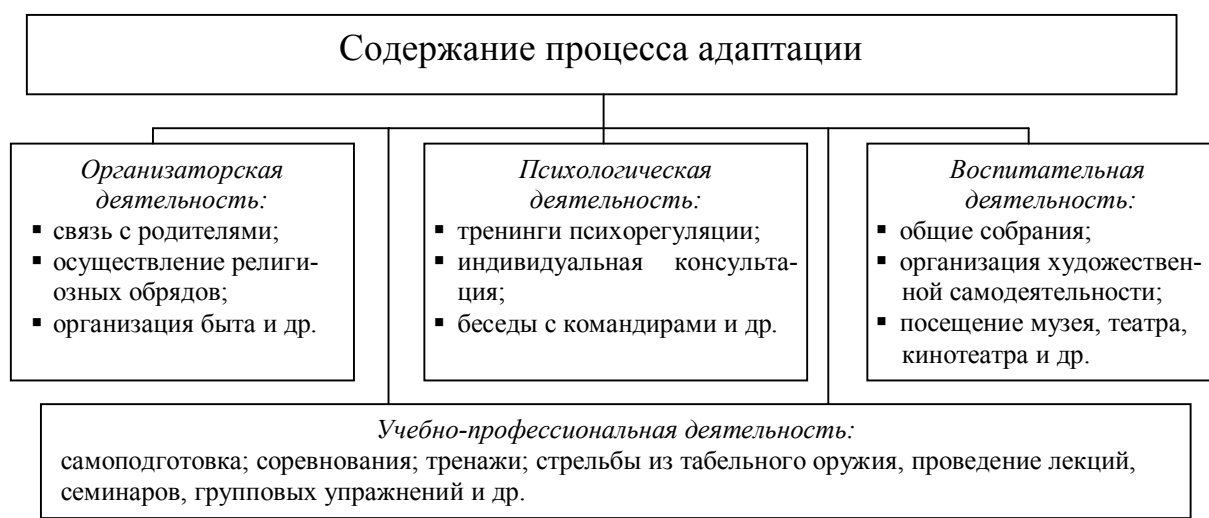 Содержание процесса адаптации
Организаторская
деятельность:
▪ связь с родителями;
▪ осуществление религи-
озных обрядов;
▪ организация быта и др.
Психологическая
деятельность:
▪ тренинги психорегуляции;
▪ индивидуальная консульта-
ция;
▪ беседы с командирами и др.
Воспитательная
деятельность:
▪ общие собрания;
▪ организация художествен-
ной самодеятельности;
▪ посещение музея, театра,
кинотеатра и др.
Учебно-профессиональная деятельность:
самоподготовка; соревнования; тренажи; стрельбы из табельного оружия, проведение лекций,
семинаров, групповых упражнений и др.